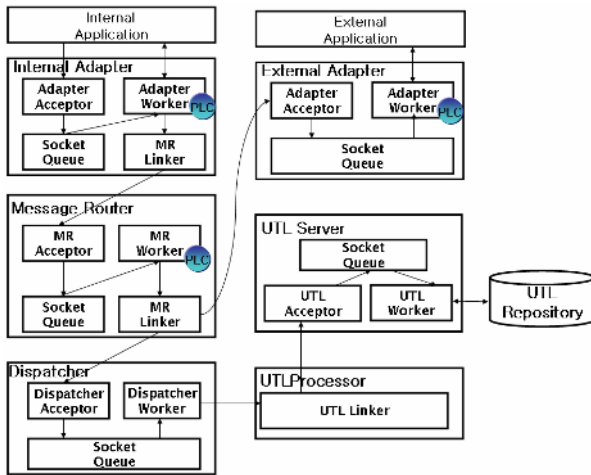 Internal
Application
Internal Adapter
Adapter
Acceptor
Adapter
Worker
PLC
Socket
Queue
MR
Linker
Message Router
MR
Acceptor
MR
Worker
PLC
Socket
Queue
MR
Linker
Dispatcher
Dispatcher
Acceptor
Dispatcher
Worker
Socket
Queue
External
Application
External Adapter
Adapter
Acceptor
Adapter
Worker
PLC
Socket
Queue
UTL Server
Socket
Queue
UTL
Acceptor
UTL
Worker
UTL
Repository
UTLProcessor
UTL Linker